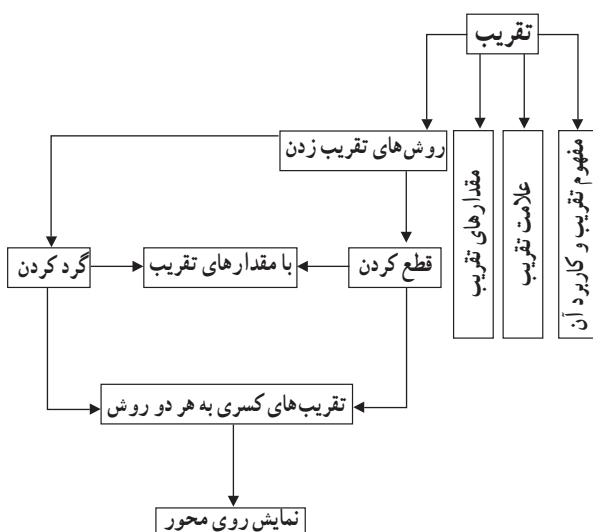 تقریب
مفهوم تقریب و کاربرد آن
علامت تقریب
مقدارهای تقریب
روش‌های تقریب زدن
قطع کردن
با مقدارهای تقریب
گرد کردن
تقریب‌های کسری به هر دو روش
نمایش روی محور